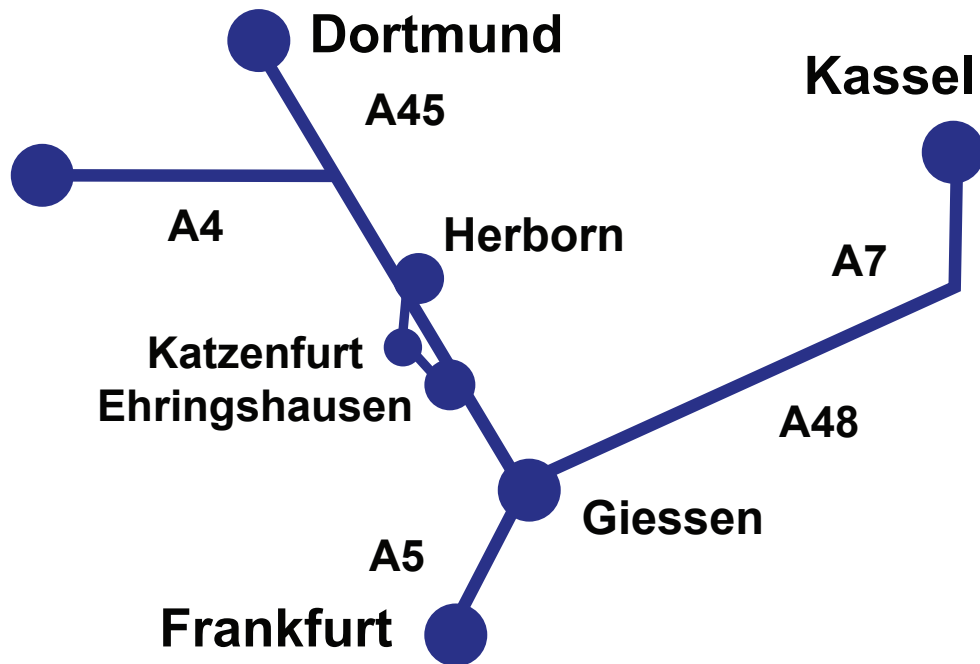 Dortmund
Kassel
A45
A4
Herborn
A7
Katzenfurt
Ehringshausen
A48
Giessen
A5
Frankfurt